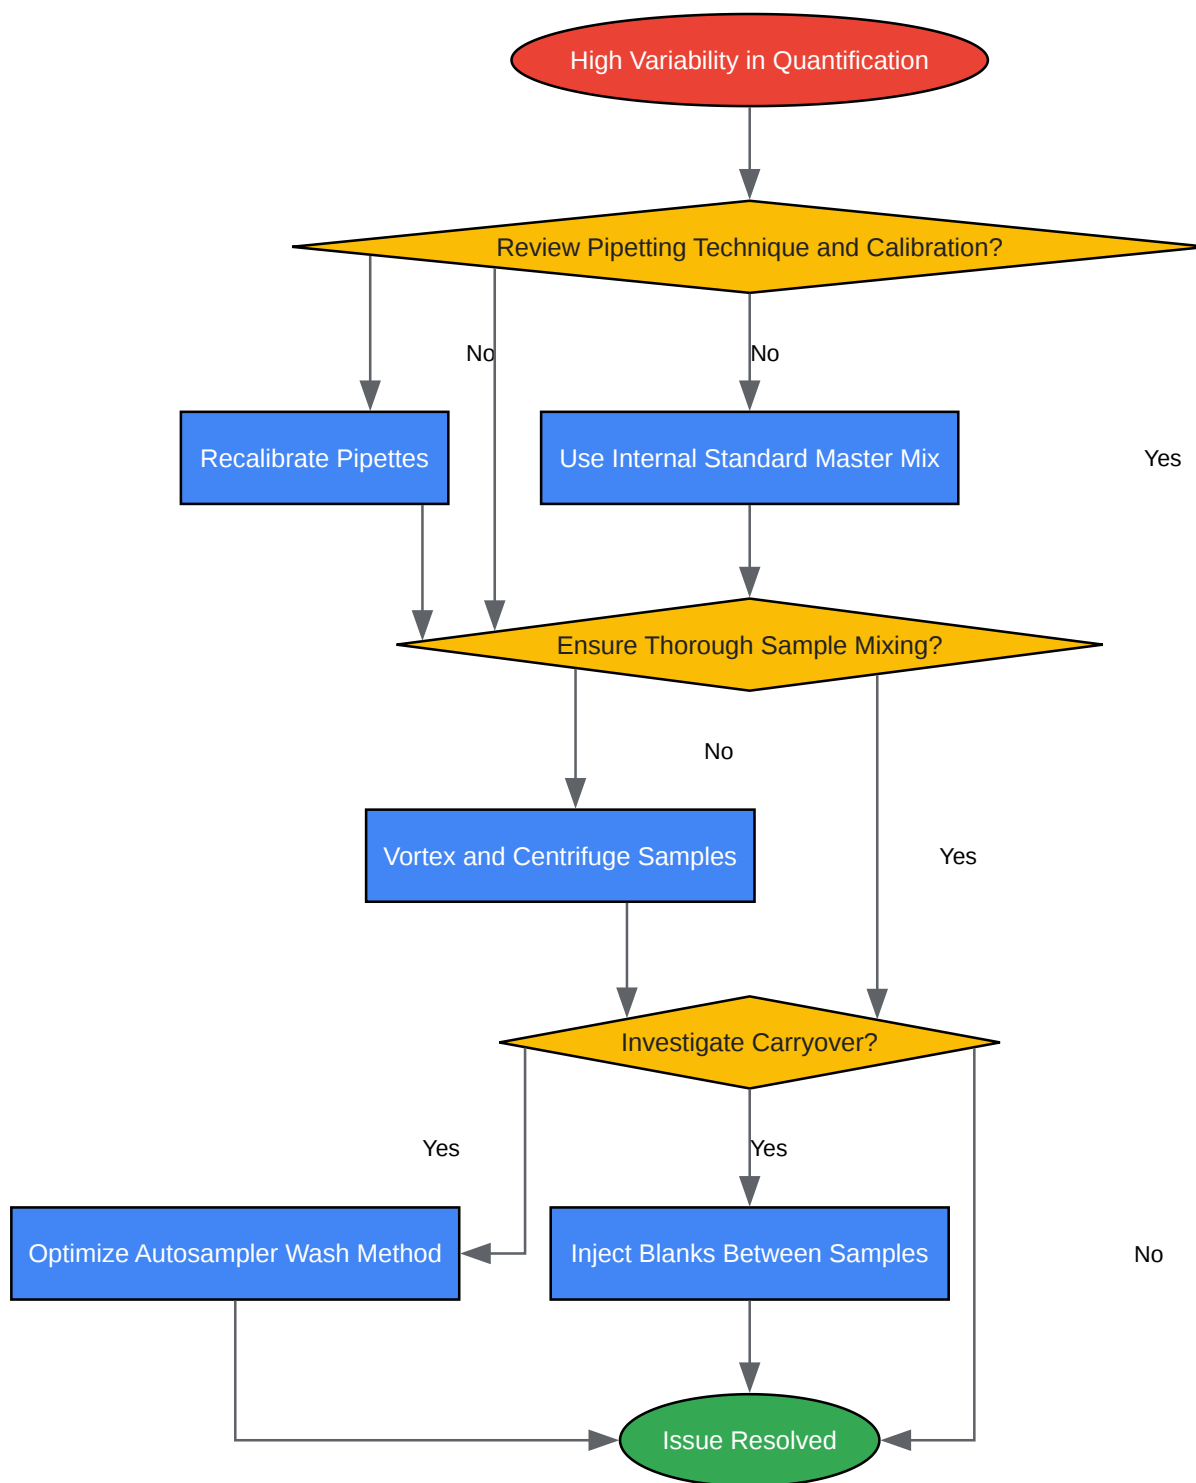 High Variability in Quantification
Review Pipetting Technique and Calibration?
No
No
Recalibrate Pipettes
Use Internal Standard Master Mix
Yes
Ensure Thorough Sample Mixing?
No
Vortex and Centrifuge Samples
Yes
Investigate Carryover?
Yes
Yes
Optimize Autosampler Wash Method
Inject Blanks Between Samples
No
Issue Resolved